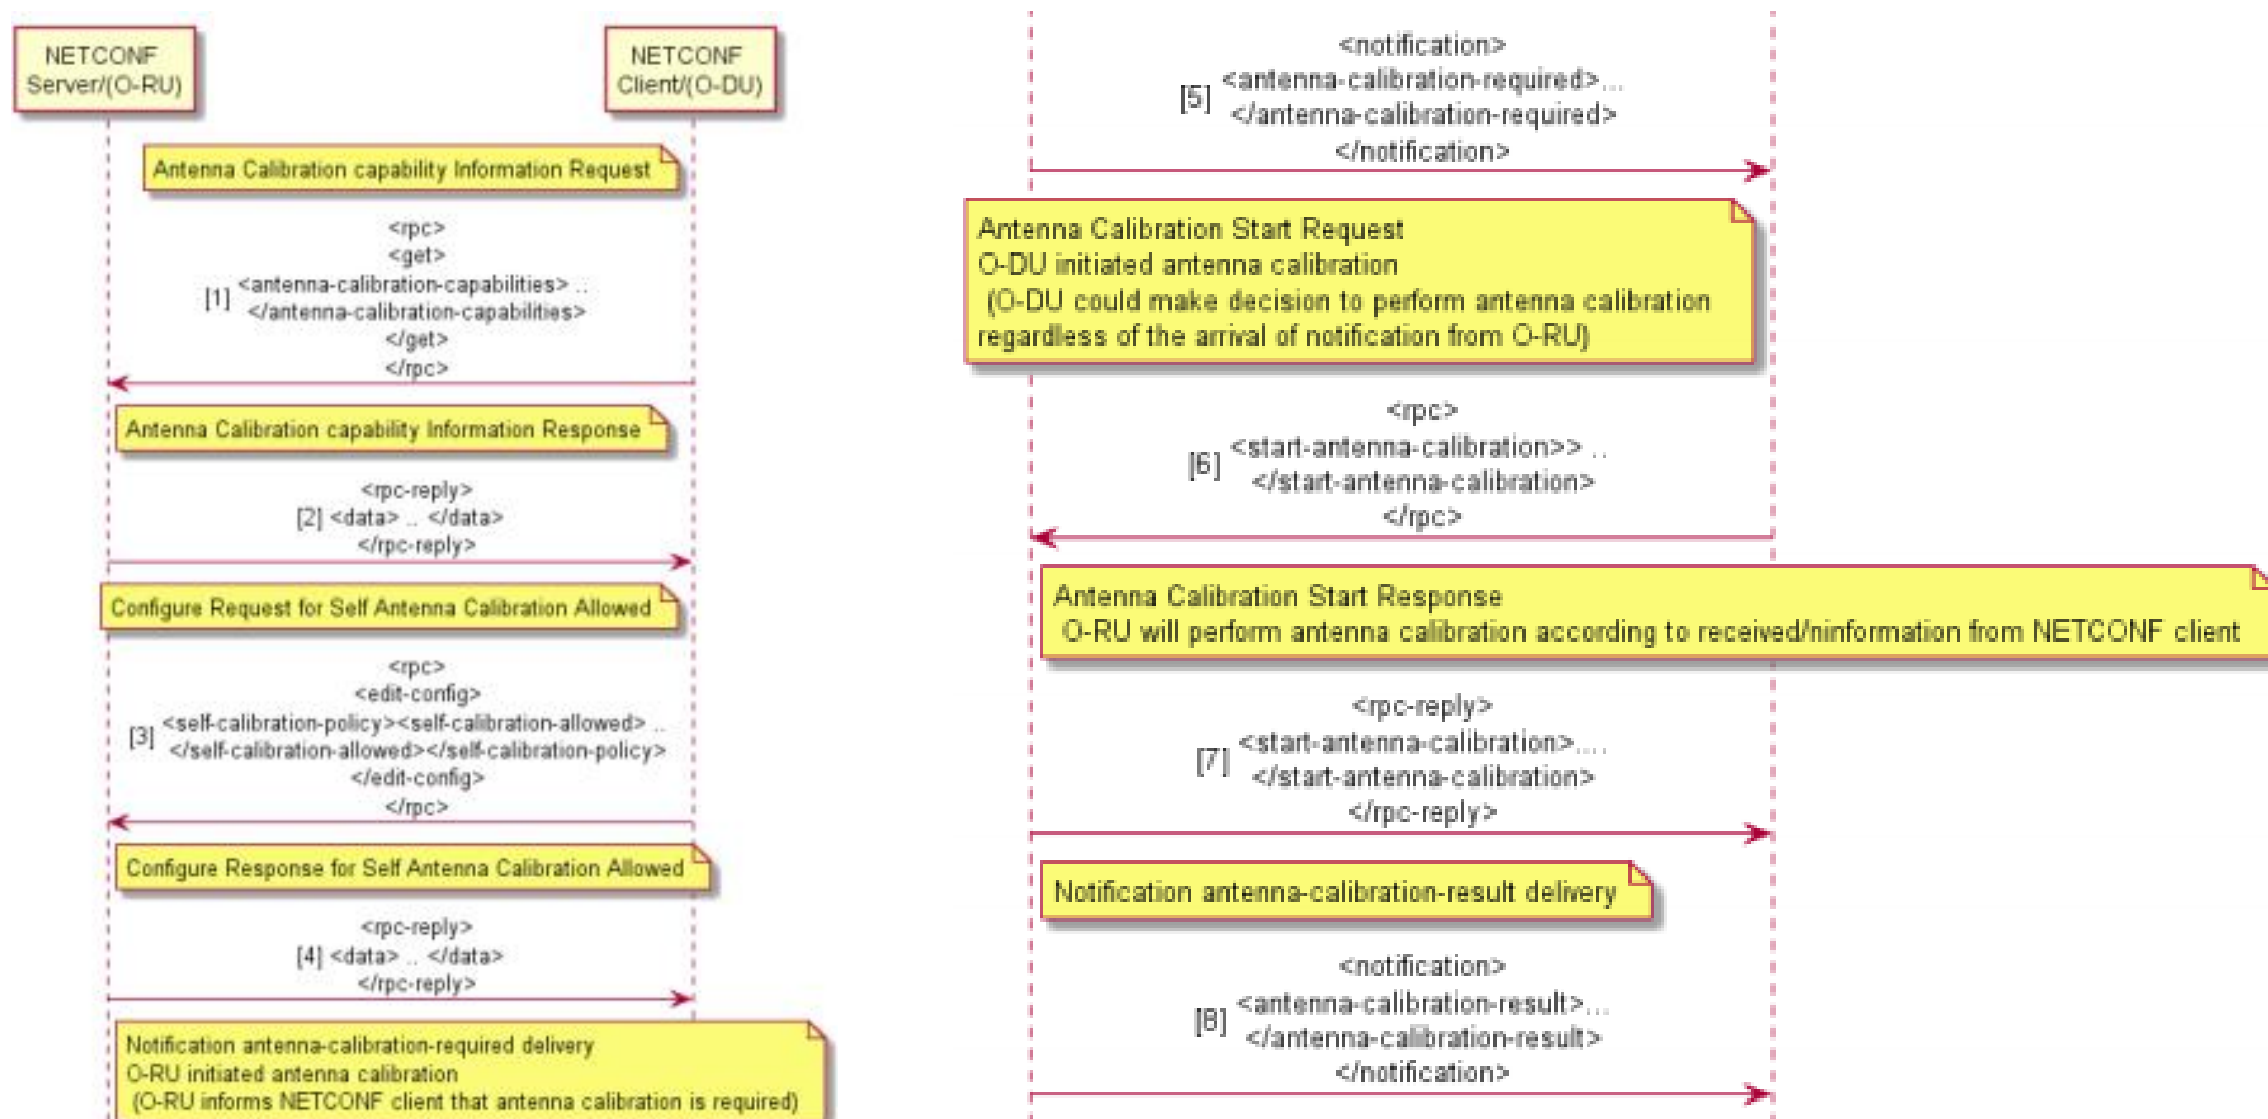 NETCONF
Server/(O-RU)
NETCONF
Client/(O-DU)
Antenna Calibration capability Information Request
<rpc>
<get>
[1] <antenna-calibration-capabilities> ..
</antenna-calibration-capabilities>
</get>
</rpc>
Antenna Calibration capability Information Response
<rpc-reply>
[2] <data> .. </data>
</rpc-reply>
Configure Request for Self Antenna Calibration Allowed
<rpc>
<edit-config>
[3] <self-calibration-policy><self-calibration-allowed> ..
</self-calibration-allowed></self-calibration-policy>
</edit-config>
</rpc>
Configure Response for Self Antenna Calibration Allowed
<rpc-reply>
[4] <data> .. </data>
</rpc-reply>
Notification antenna-calibration-required delivery
O-RU initiated antenna calibration
(O-RU informs NETCONF client that antenna calibration is required)
<notification>
[5] <antenna-calibration-required>...
</antenna-calibration-required>
</notification>
Antenna Calibration Start Request
O-DU initiated antenna calibration
(O-DU could make decision to perform antenna calibration
regardless of the arrival of notification from O-RU)
<rpc>
[6] <start-antenna-calibration>> ..
</start-antenna-calibration>
</rpc>
Antenna Calibration Start Response
O-RU will perform antenna calibration according to received/ninformation from NETCONF client
<rpc-reply>
[7] <start-antenna-calibration>....
</start-antenna-calibration>
</rpc-reply>
Notification antenna-calibration-result delivery
<notification>
[8] <antenna-calibration-result>...
</antenna-calibration-result>
</notification>